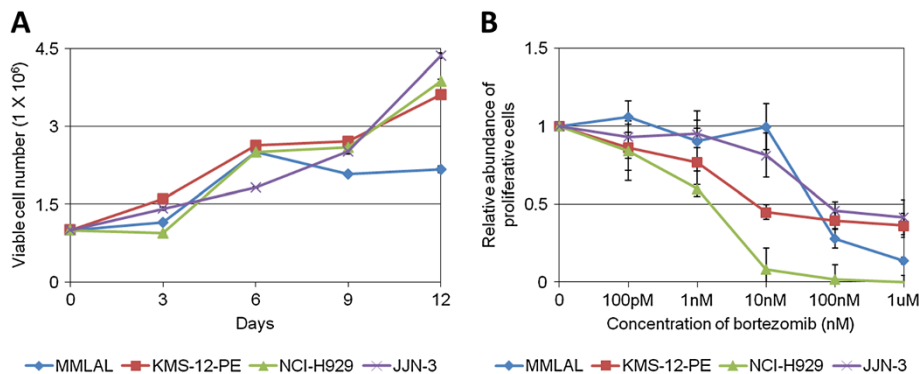 A
Viable cell number (1 X 10⁶)
4.5
3
1.5
0
0 3 6 9 12
Days
MMLAL KMS-12-PE NCI-H929 JJN-3
B
Relative abundance of
proliferative cells
1.5
1
0.5
0
0 100pM 1nM 10nM 100nM 1uM
Concentration of bortezomib (nM)
MMLAL KMS-12-PE NCI-H929 JJN-3